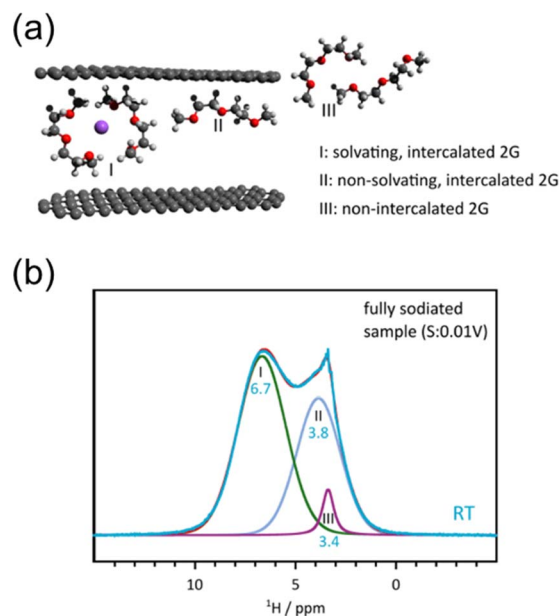 (a)
I
II
III
I: solvating, intercalated 2G
II: non-solvating, intercalated 2G
III: non-intercalated 2G
(b)
fully sodiated
sample (S:0.01V)
I
6.7
II
3.8
III
3.4
RT
10
5
0
¹H / ppm